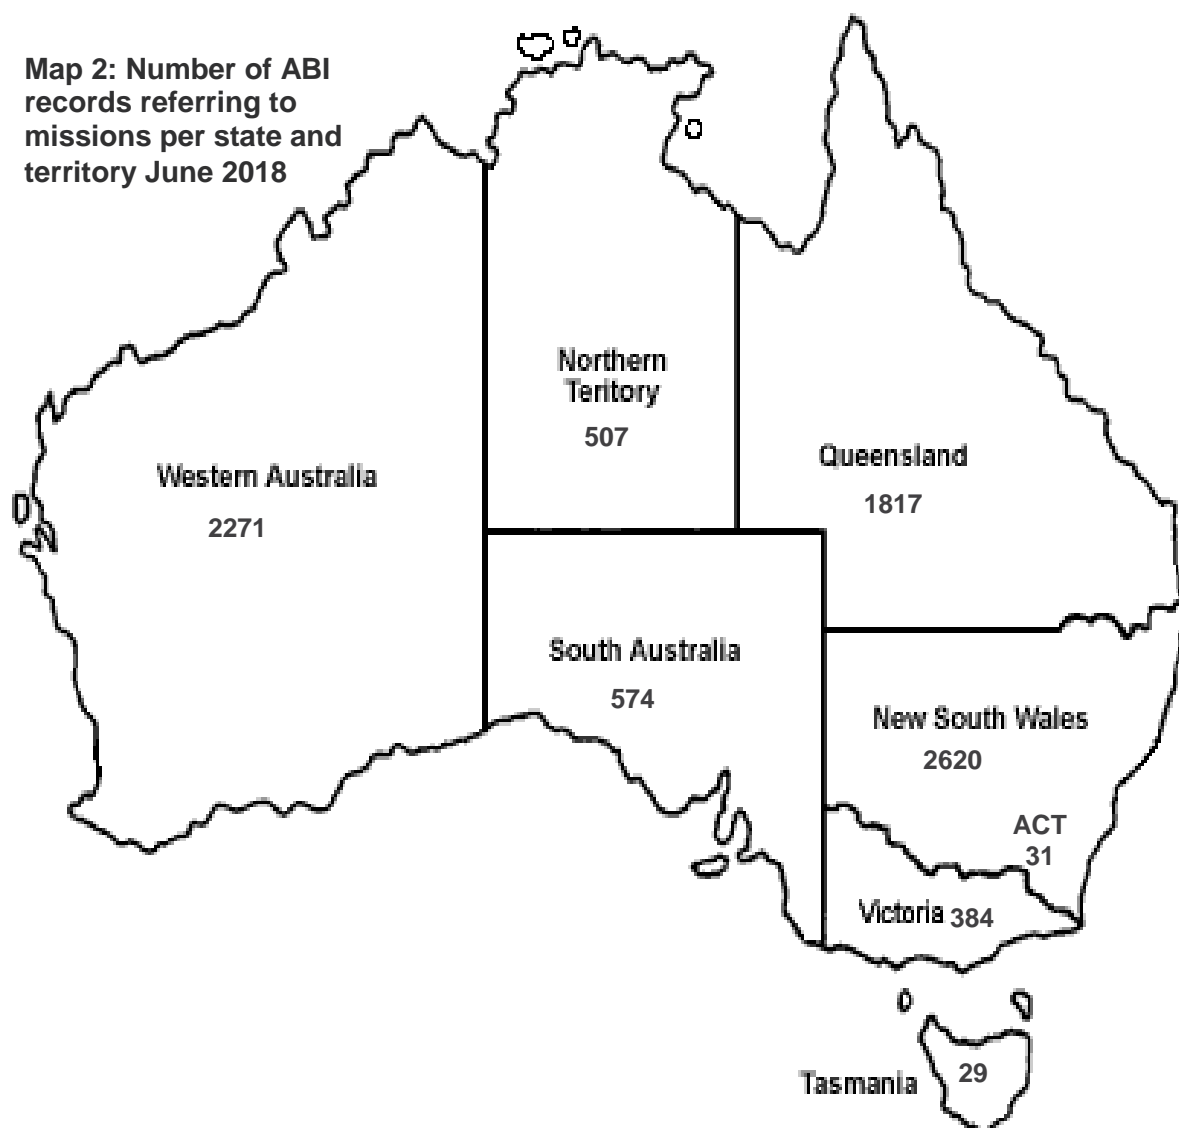 Map 2: Number of ABI
records referring to
missions per state and
territory June 2018
Northern
Teritory
507
Queensland
1817
Western Australia
2271
South Australia
574
New South Wales
2620
ACT
31
Victoria 384
Tasmania 29